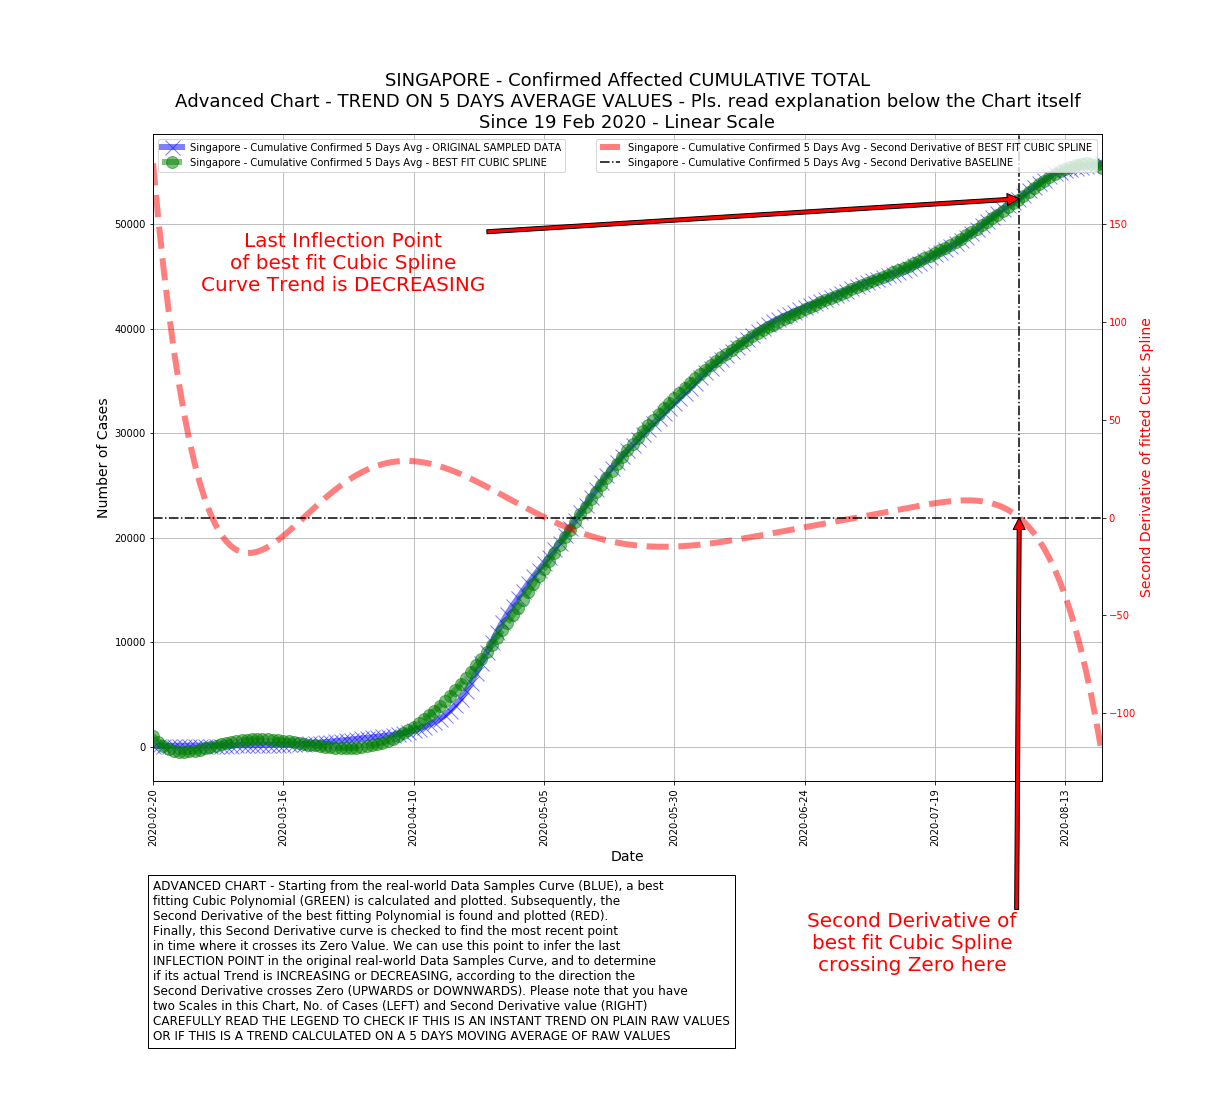 SINGAPORE - Confirmed Affected CUMULATIVE TOTAL
Advanced Chart - TREND ON 5 DAYS AVERAGE VALUES - Pls. read explanation below the Chart itself
Since 19 Feb 2020 - Linear Scale
Singapore - Cumulative Confirmed 5 Days Avg - ORIGINAL SAMPLED DATA
Singapore - Cumulative Confirmed 5 Days Avg - BEST FIT CUBIC SPLINE
Singapore - Cumulative Confirmed 5 Days Avg - Second Derivative of BEST FIT CUBIC SPLINE
Singapore - Cumulative Confirmed 5 Days Avg - Second Derivative BASELINE
Last Inflection Point
of best fit Cubic Spline
Curve Trend is DECREASING
Number of Cases
50000
40000
30000
20000
10000
0
150
100
50
0
−50
−100
Second Derivative of fitted Cubic Spline
2020-02-20
2020-03-16
2020-04-10
2020-05-05
2020-05-30
2020-06-24
2020-07-19
2020-08-13
Date
ADVANCED CHART - Starting from the real-world Data Samples Curve (BLUE), a best
fitting Cubic Polynomial (GREEN) is calculated and plotted. Subsequently, the
Second Derivative of the best fitting Polynomial is found and plotted (RED).
Finally, this Second Derivative curve is checked to find the most recent point
in time where it crosses its Zero Value. We can use this point to infer the last
INFLECTION POINT in the original real-world Data Samples Curve, and to determine
if its actual Trend is INCREASING or DECREASING, according to the direction the
Second Derivative crosses Zero (UPWARDS or DOWNWARDS). Please note that you have
two Scales in this Chart, No. of Cases (LEFT) and Second Derivative value (RIGHT)
CAREFULLY READ THE LEGEND TO CHECK IF THIS IS AN INSTANT TREND ON PLAIN RAW VALUES
OR IF THIS IS A TREND CALCULATED ON A 5 DAYS MOVING AVERAGE OF RAW VALUES
Second Derivative of
best fit Cubic Spline
crossing Zero here